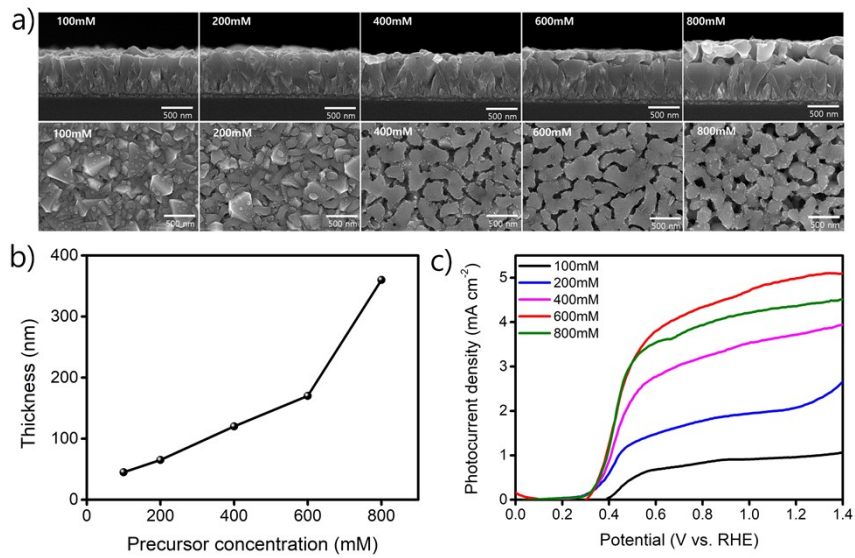 a)
100mM 200mM 400mM 600mM 800mM
500 nm 500 nm 500 nm 500 nm 500 nm
100mM 200mM 400mM 600mM 800mM
500 nm 500 nm 500 nm 500 nm 500 nm
b)
400
300
200
100
0
0 200 400 600 800
Thickness (nm)
Precursor concentration (mM)
c)
100mM
200mM
400mM
600mM
800mM
5
4
3
2
1
0
0.0 0.2 0.4 0.6 0.8 1.0 1.2 1.4
Photocurrent density (mA cm⁻²)
Potential (V vs. RHE)